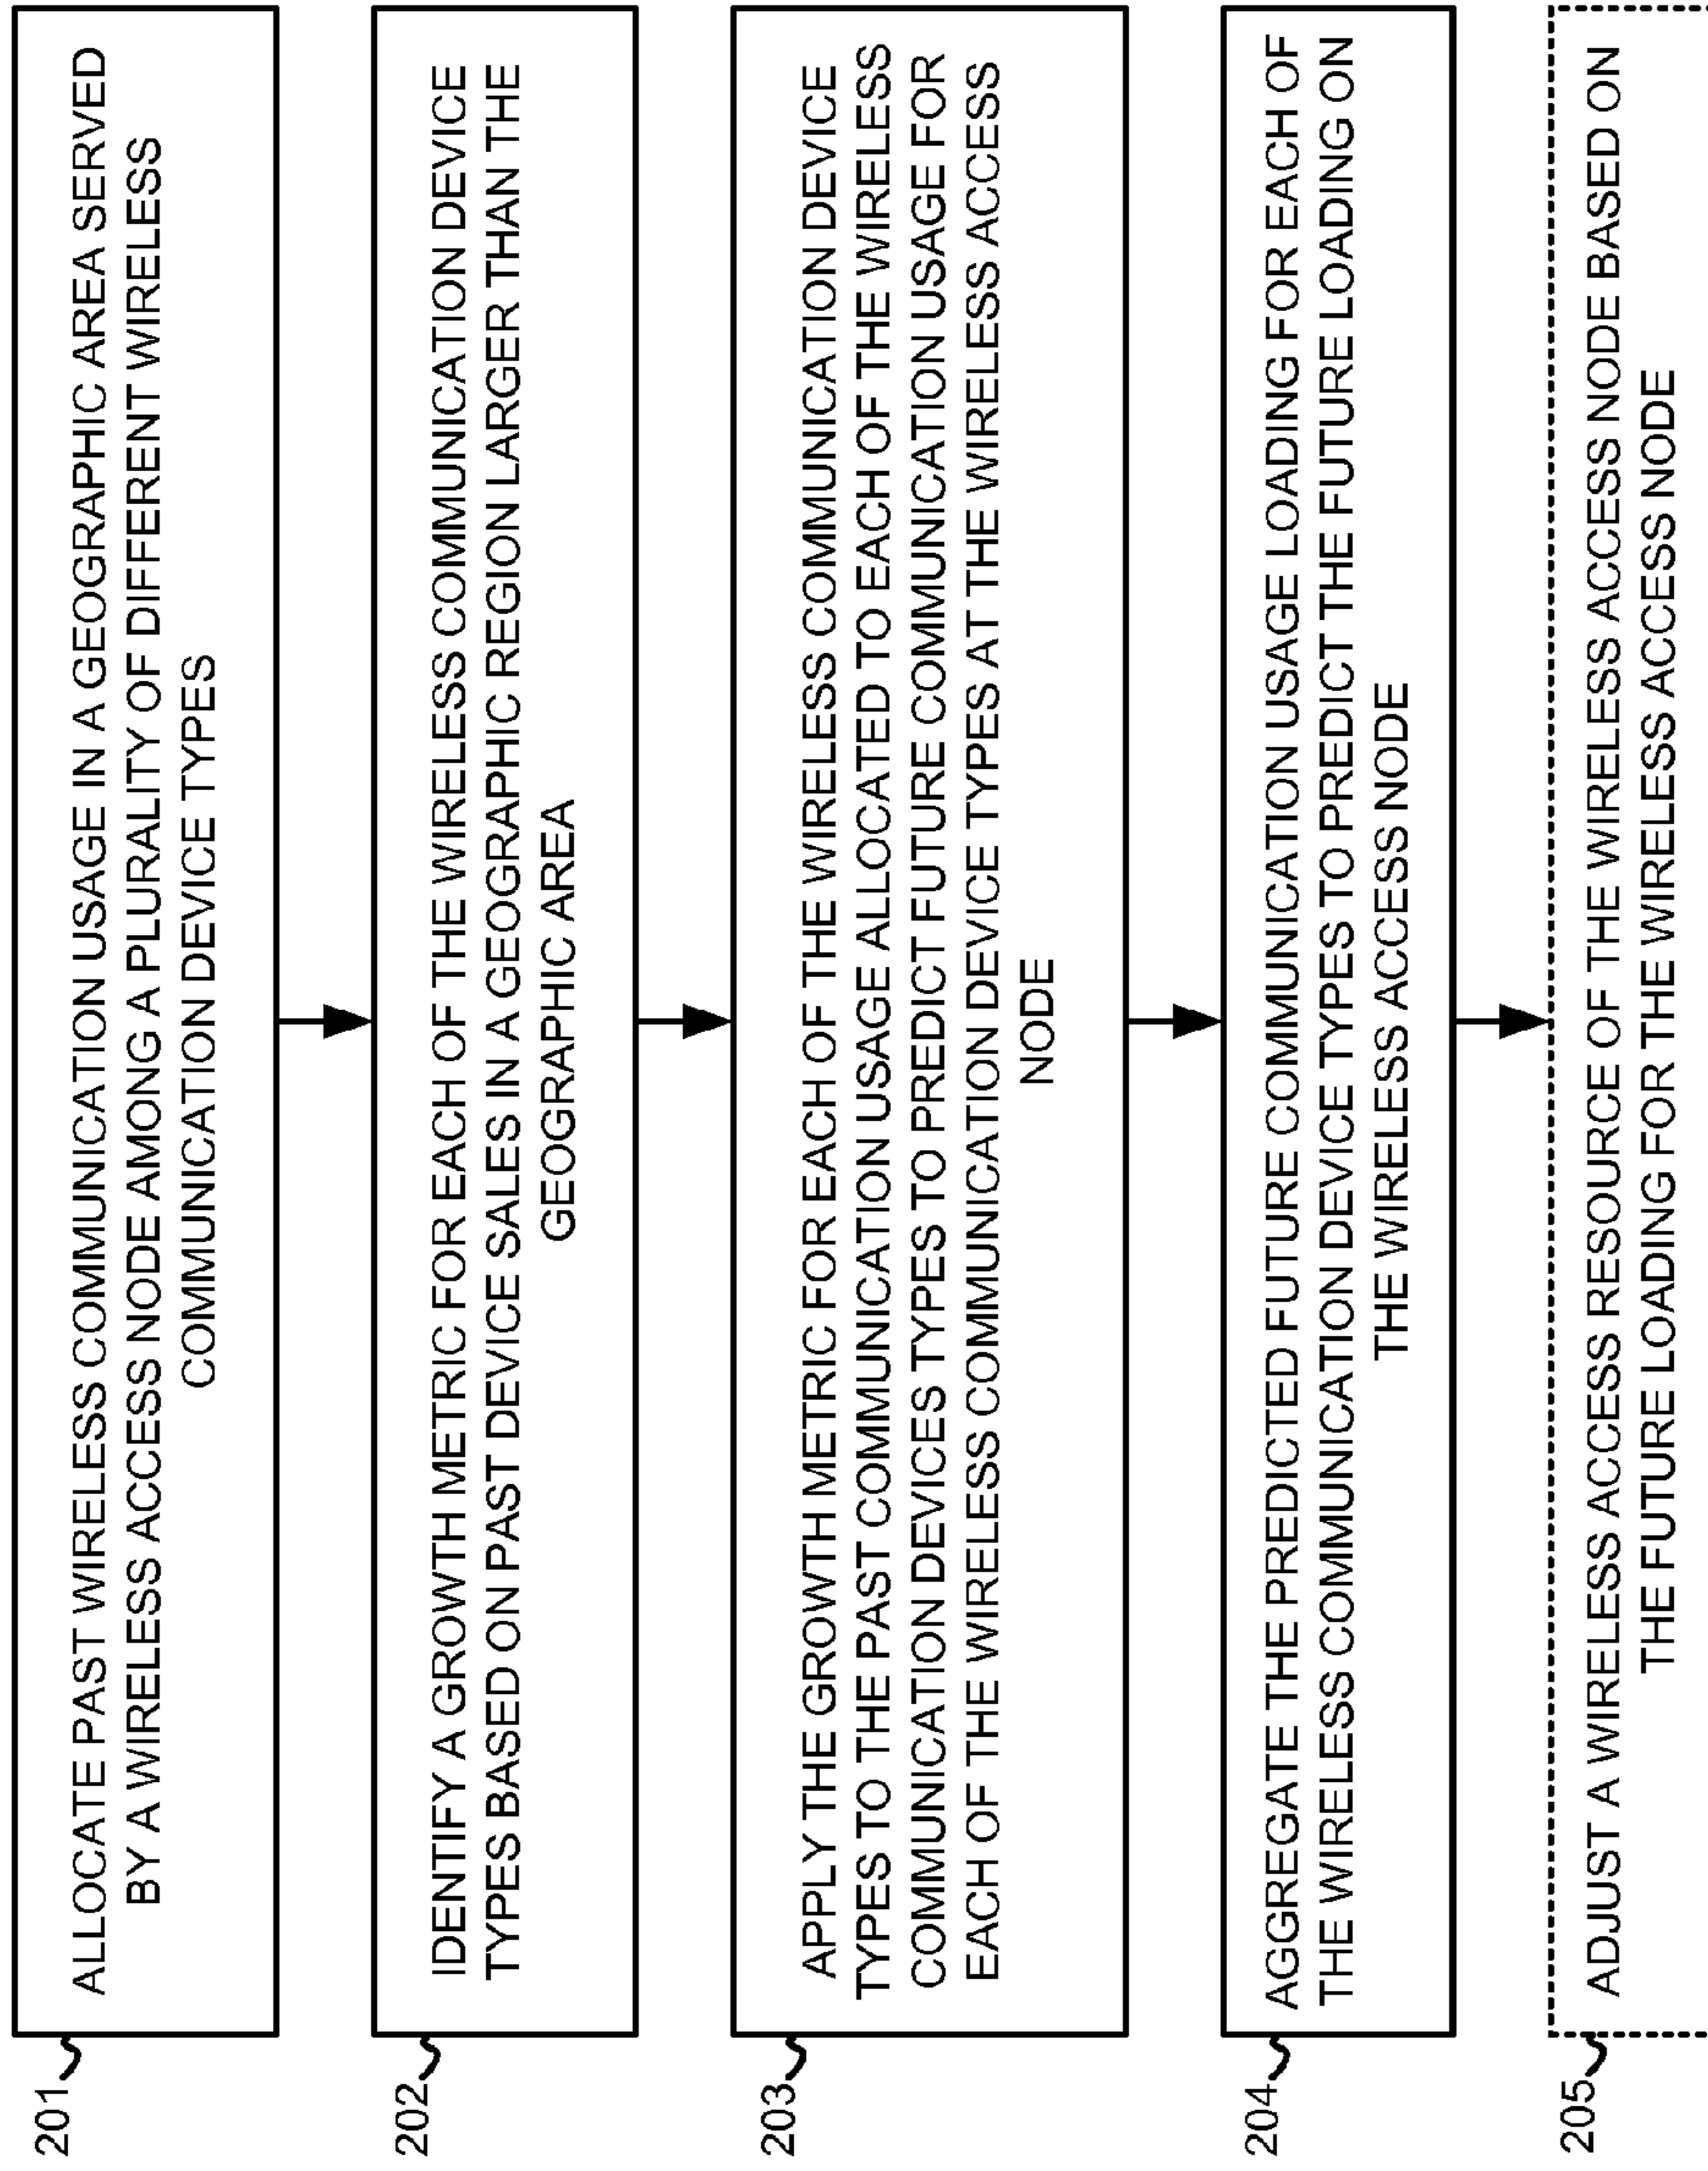 201
ALLOCATE PAST WIRELESS COMMUNICATION USAGE IN A GEOGRAPHIC AREA SERVED
BY A WIRELESS ACCESS NODE AMONG A PLURALITY OF DIFFERENT WIRELESS
COMMUNICATION DEVICE TYPES
202
IDENTIFY A GROWTH METRIC FOR EACH OF THE WIRELESS COMMUNICATION DEVICE
TYPES BASED ON PAST DEVICE SALES IN A GEOGRAPHIC REGION LARGER THAN THE
GEOGRAPHIC AREA
203
APPLY THE GROWTH METRIC FOR EACH OF THE WIRELESS COMMUNICATION DEVICE
TYPES TO THE PAST COMMUNICATION USAGE ALLOCATED TO EACH OF THE WIRELESS
COMMUNICATION DEVICES TYPES TO PREDICT FUTURE COMMUNICATION USAGE FOR
EACH OF THE WIRELESS COMMUNICATION DEVICE TYPES AT THE WIRELESS ACCESS
NODE
204
AGGREGATE THE PREDICTED FUTURE COMMUNICATION USAGE LOADING FOR EACH OF
THE WIRELESS COMMUNICATION DEVICE TYPES TO PREDICT THE FUTURE LOADING ON
THE WIRELESS ACCESS NODE
205
ADJUST A WIRELESS ACCESS RESOURCE OF THE WIRELESS ACCESS NODE BASED ON
THE FUTURE LOADING FOR THE WIRELESS ACCESS NODE